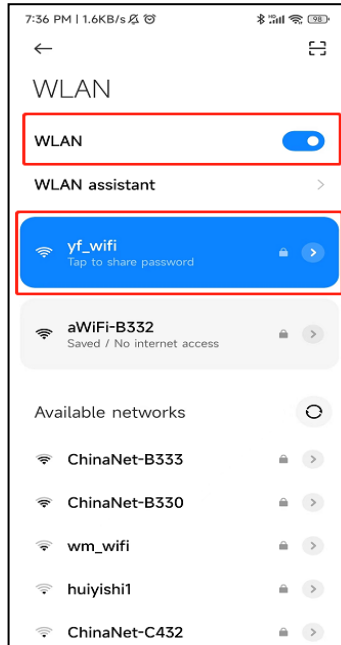 7:36 PM | 1.6KB/s
98
WLAN
WLAN
WLAN assistant
yf_wifi
Tap to share password
aWiFi-B332
Saved / No internet access
Available networks
ChinaNet-B333
ChinaNet-B330
wm_wifi
huiyishi1
ChinaNet-C432